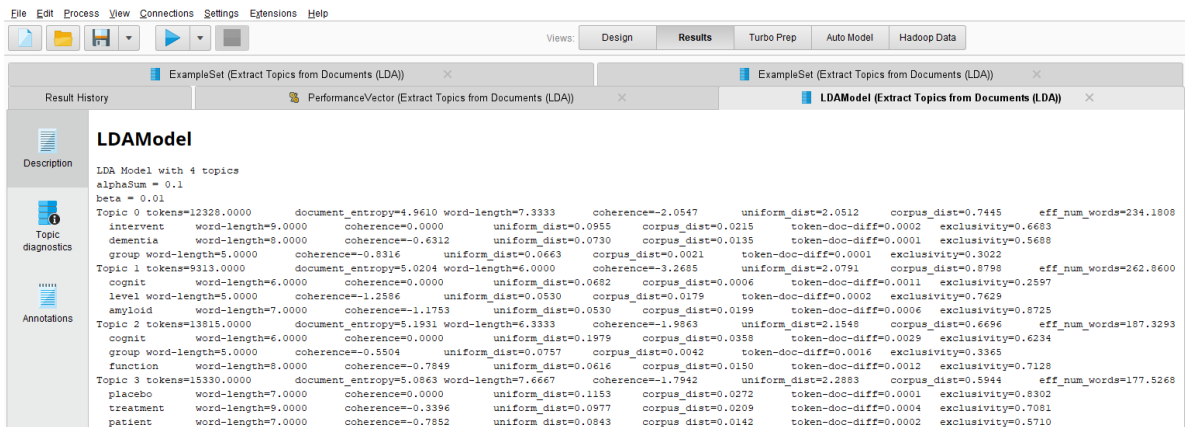 File Edit Process View Connections Settings Extensions Help
Views: Design Results Turbo Prep Auto Model Hadoop Data
ExampleSet (Extract Topics from Documents (LDA)) ExampleSet (Extract Topics from Documents (LDA))
Result History PerformanceVector (Extract Topics from Documents (LDA)) LDAModel (Extract Topics from Documents (LDA))
Description
Topic
diagnostics
Annotations
LDAModel
LDA Model with 4 topics
alphaSum = 0.1
beta = 0.01
Topic 0 tokens=12328.0000 document_entropy=4.9610 word-length=7.3333 coherence=-2.0547 uniform_dist=2.0512 corpus_dist=0.7445 eff_num_words=234.1808
intervent word-length=9.0000 coherence=0.0000 uniform_dist=0.0955 corpus_dist=0.0215 token-doc-diff=0.0002 exclusivity=0.6683
dementia word-length=8.0000 coherence=-0.6312 uniform_dist=0.0730 corpus_dist=0.0135 token-doc-diff=0.0001 exclusivity=0.5688
group word-length=5.0000 coherence=-0.8316 uniform_dist=0.0663 corpus_dist=0.0021 token-doc-diff=0.0001 exclusivity=0.3022
Topic 1 tokens=9313.0000 document_entropy=5.0204 word-length=6.0000 coherence=-3.2685 uniform_dist=2.0791 corpus_dist=0.8798 eff_num_words=262.8600
cognit word-length=6.0000 coherence=0.0000 uniform_dist=0.0682 corpus_dist=0.0006 token-doc-diff=0.0011 exclusivity=0.2597
level word-length=5.0000 coherence=-1.2586 uniform_dist=0.0530 corpus_dist=0.0179 token-doc-diff=0.0002 exclusivity=0.7629
amyloid word-length=7.0000 coherence=-1.1753 uniform_dist=0.0530 corpus_dist=0.0199 token-doc-diff=0.0006 exclusivity=0.8725
Topic 2 tokens=13815.0000 document_entropy=5.1931 word-length=6.3333 coherence=-1.9863 uniform_dist=2.1548 corpus_dist=0.6696 eff_num_words=187.3293
cognit word-length=6.0000 coherence=0.0000 uniform_dist=0.1979 corpus_dist=0.0358 token-doc-diff=0.0029 exclusivity=0.6234
group word-length=5.0000 coherence=-0.5504 uniform_dist=0.0757 corpus_dist=0.0042 token-doc-diff=0.0016 exclusivity=0.3365
function word-length=8.0000 coherence=-0.7849 uniform_dist=0.0616 corpus_dist=0.0150 token-doc-diff=0.0012 exclusivity=0.7128
Topic 3 tokens=15330.0000 document_entropy=5.0863 word-length=7.6667 coherence=-1.7942 uniform_dist=2.2883 corpus_dist=0.5944 eff_num_words=177.5268
placebo word-length=7.0000 coherence=0.0000 uniform_dist=0.1153 corpus_dist=0.0272 token-doc-diff=0.0001 exclusivity=0.8302
treatment word-length=9.0000 coherence=-0.3396 uniform_dist=0.0977 corpus_dist=0.0209 token-doc-diff=0.0004 exclusivity=0.7081
patient word-length=7.0000 coherence=-0.7852 uniform_dist=0.0843 corpus_dist=0.0142 token-doc-diff=0.0002 exclusivity=0.5710